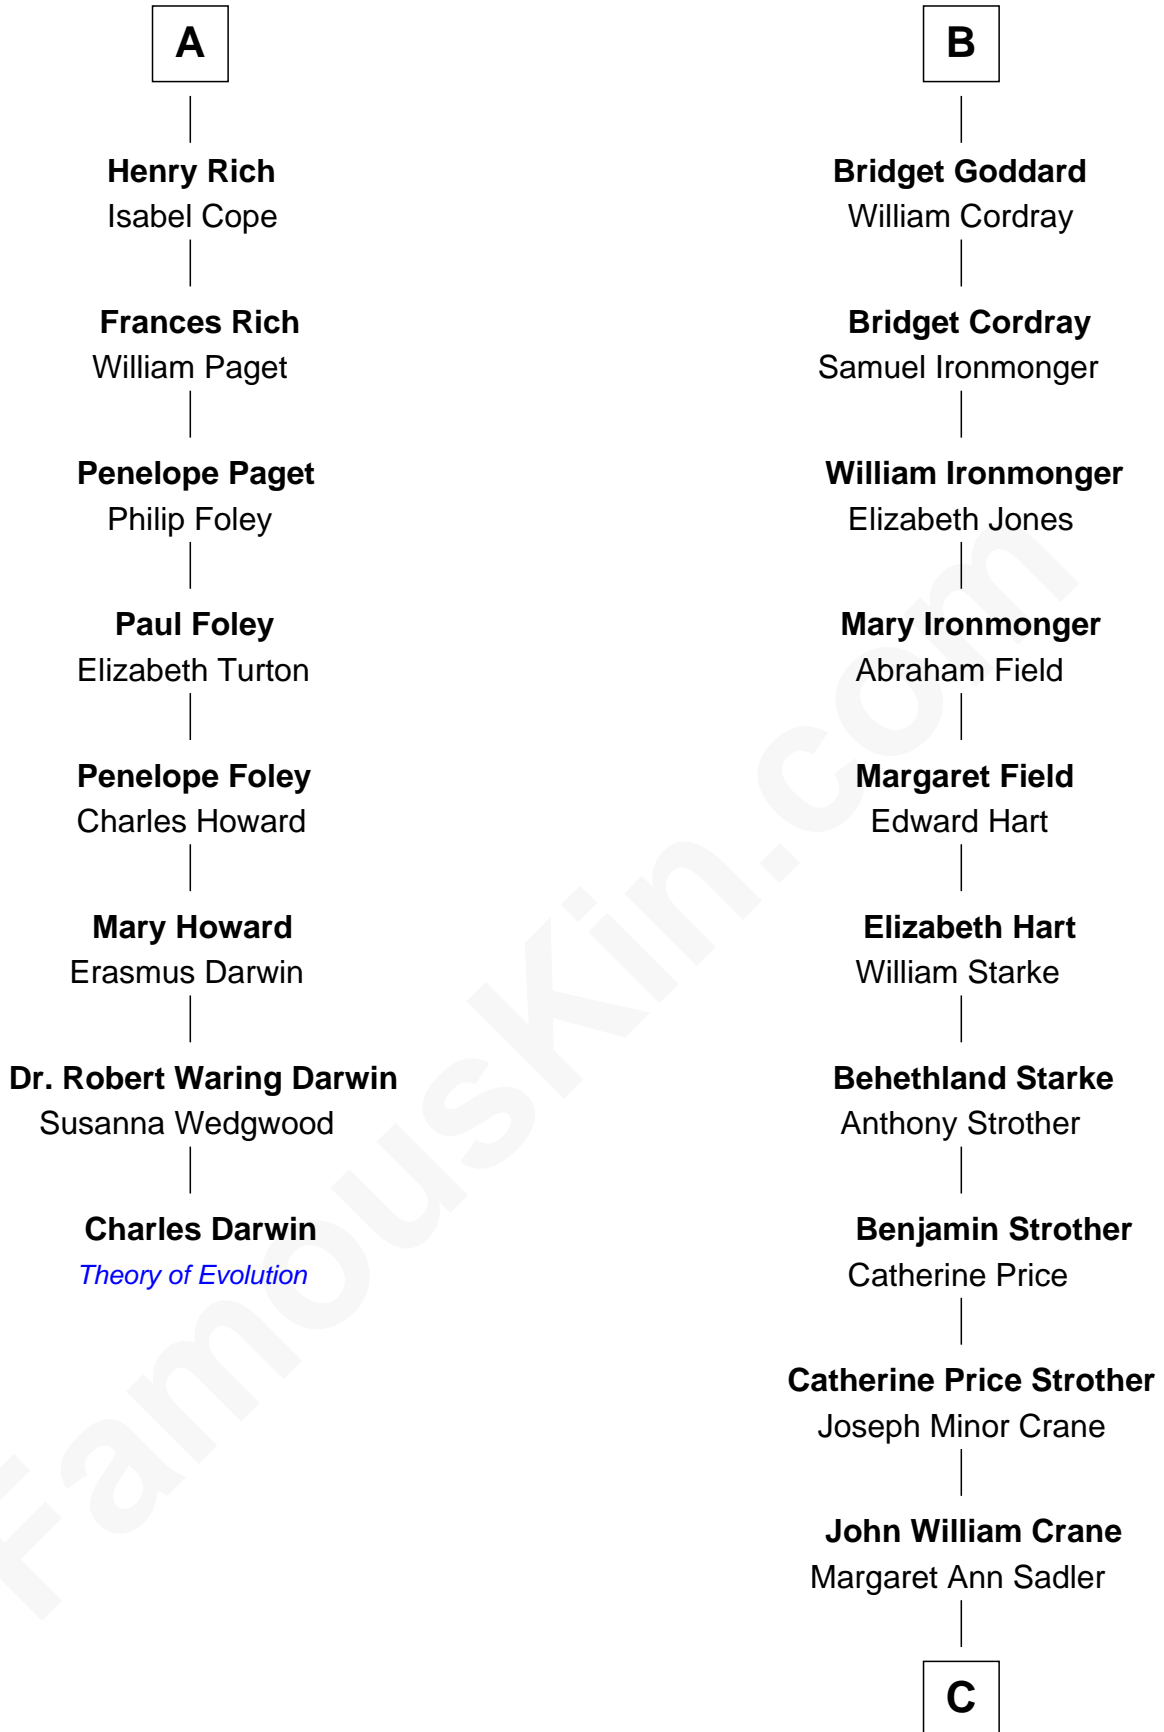 A
Henry Rich
Isabel Cope
Frances Rich
William Paget
Penelope Paget
Philip Foley
Paul Foley
Elizabeth Turton
Penelope Foley
Charles Howard
Mary Howard
Erasmus Darwin
Dr. Robert Waring Darwin
Susanna Wedgwood
Charles Darwin
Theory of Evolution
B
Bridget Goddard
William Cordray
Bridget Cordray
Samuel Ironmonger
William Ironmonger
Elizabeth Jones
Mary Ironmonger
Abraham Field
Margaret Field
Edward Hart
Elizabeth Hart
William Starke
Behethland Starke
Anthony Strother
Benjamin Strother
Catherine Price
Catherine Price Strother
Joseph Minor Crane
John William Crane
Margaret Ann Sadler
C
FamousKin.com